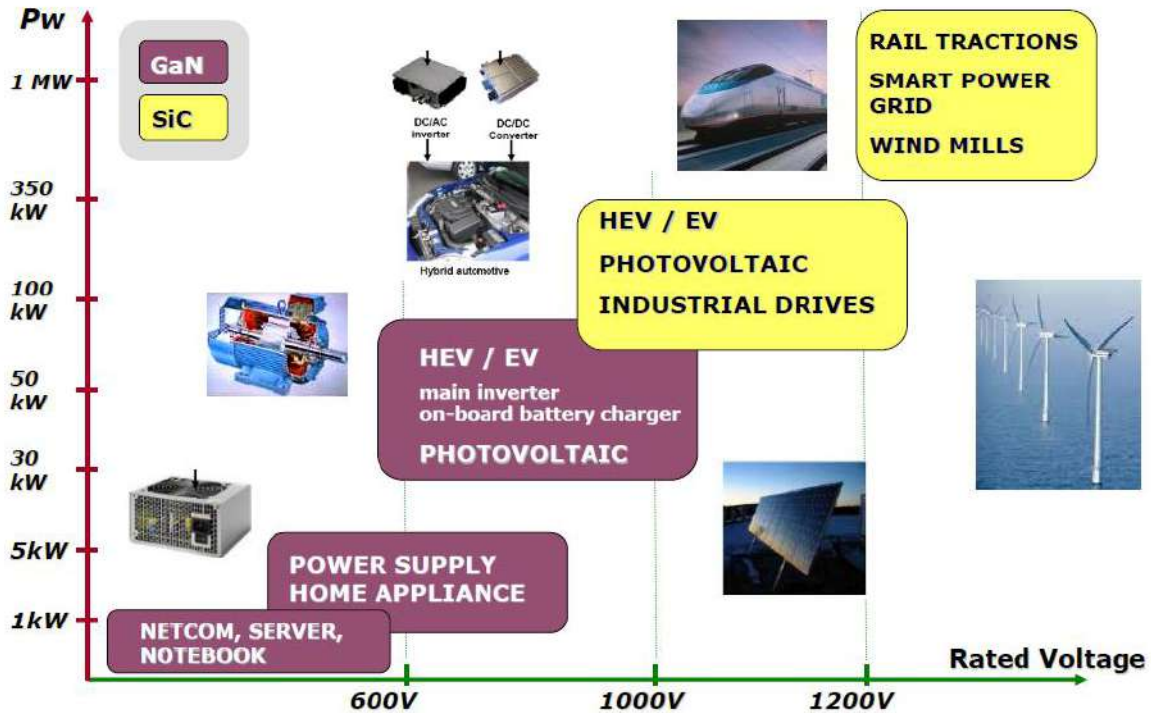 Pw
GaN
SiC
1 MW
350
kW
100
kW
50
kW
30
kW
5kW
1kW
DC/AC
inverter
DC/DC
Converter
Hybrid automotive
RAIL TRACTIONS
SMART POWER
GRID
WIND MILLS
HEV / EV
PHOTOVOLTAIC
INDUSTRIAL DRIVES
HEV / EV
main inverter
on-board battery charger
PHOTOVOLTAIC
POWER SUPPLY
HOME APPLIANCE
NETCOM, SERVER,
NOTEBOOK
Rated Voltage
600V
1000V
1200V